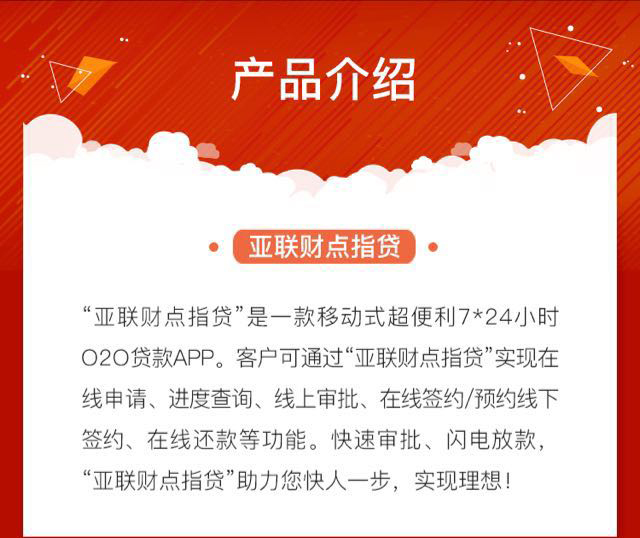 产品介绍
亚联财点指贷
“亚联财点指贷”是一款移动式超便利7*24小时
O2O贷款APP。客户可通过“亚联财点指贷”实现在
线申请、进度查询、线上审批、在线签约/预约线下
签约、在线还款等功能。快速审批、闪电放款，
“亚联财点指贷”助力您快人一步，实现理想！